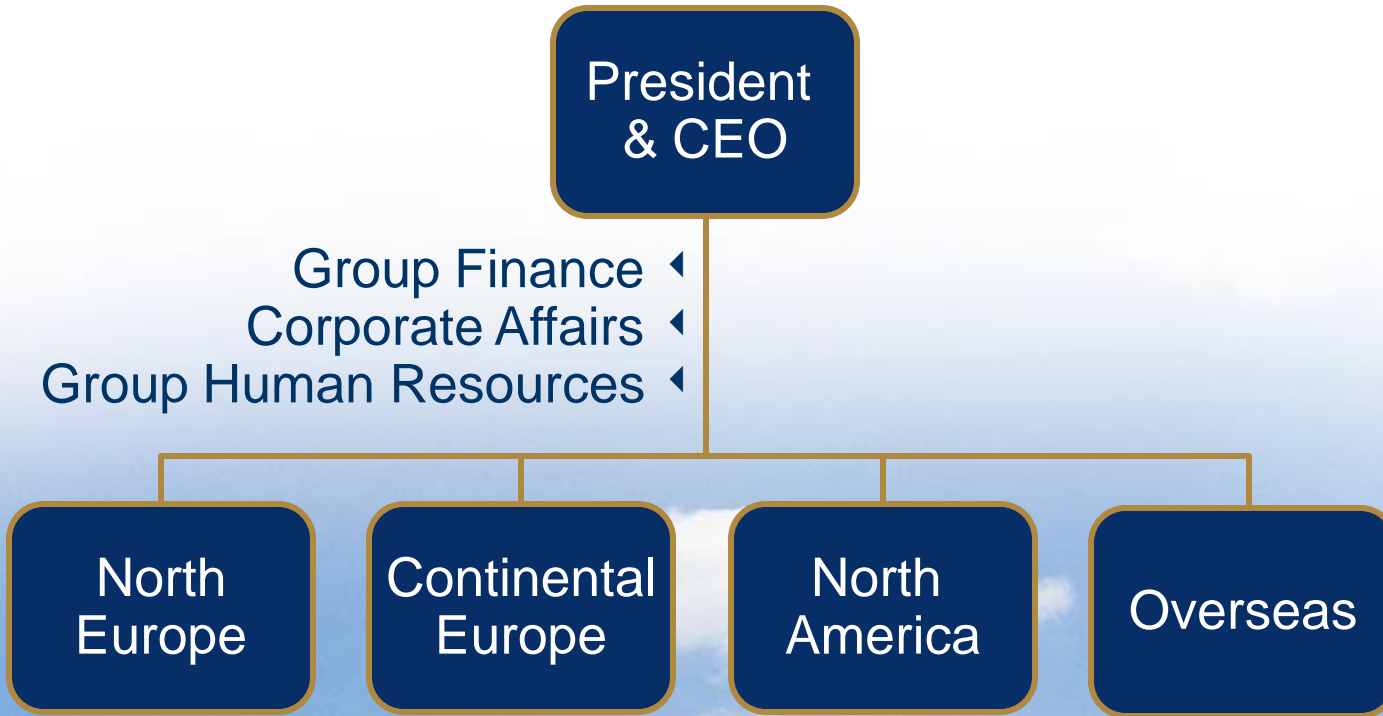 President
& CEO
Group Finance
Corporate Affairs
Group Human Resources
North
Europe
Continental
Europe
North
America
Overseas